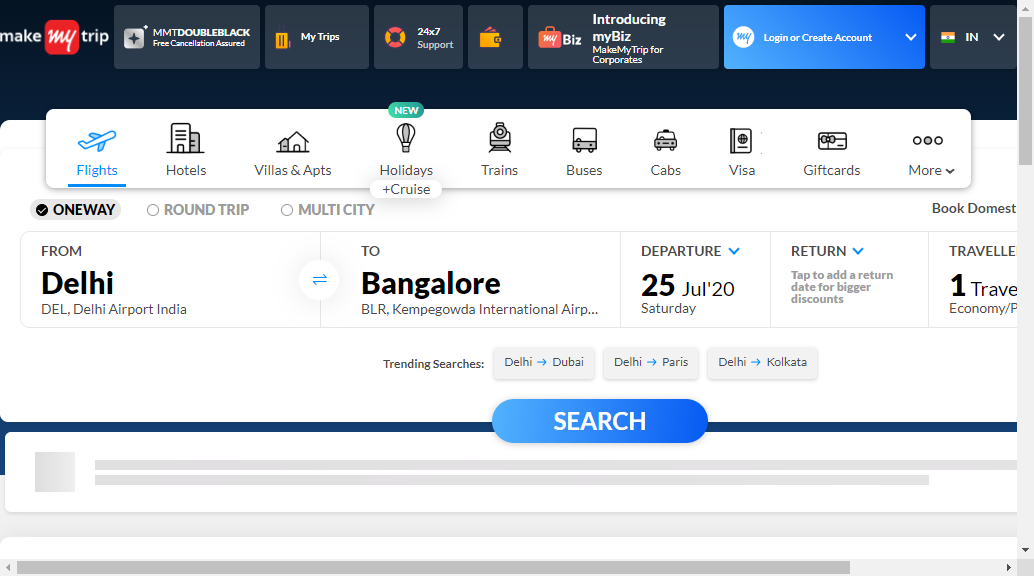 make my trip
MMTDOUBLEBLACK
Free Cancellation Assured
My Trips
24x7
Support
my Biz
Introducing
myBiz
MakeMyTrip for
Corporates
my Login or Create Account
IN
NEW
Flights
Hotels
Villas & Apts
Holidays
+Cruise
Trains
Buses
Cabs
Visa
Giftcards
More
ONEWAY
ROUND TRIP
MULTI CITY
Book Domest
FROM
Delhi
DEL, Delhi Airport India
TO
Bangalore
BLR, Kempegowda International Airp...
DEPARTURE
25 Jul'20
Saturday
RETURN
Tap to add a return
date for bigger
discounts
TRAVELLE
1 Trave
Economy/P
Trending Searches:
Delhi → Dubai
Delhi → Paris
Delhi → Kolkata
SEARCH